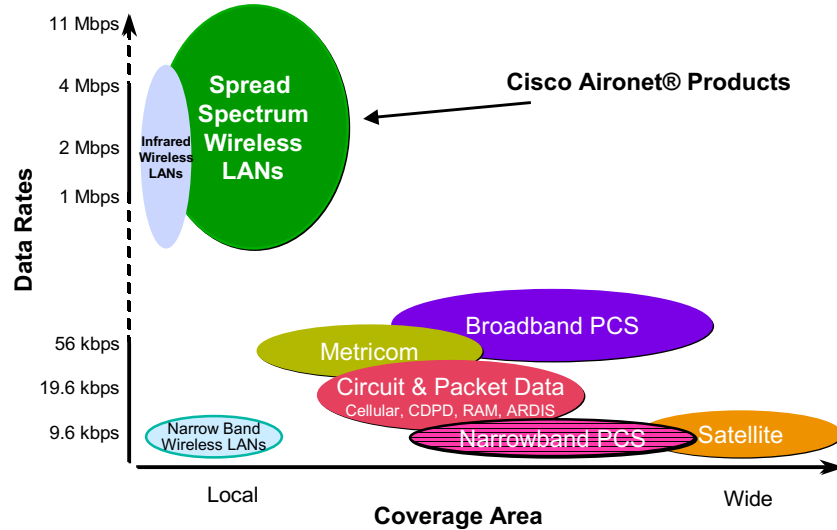 11 Mbps
4 Mbps
2 Mbps
1 Mbps
56 kbps
19.6 kbps
9.6 kbps
Data Rates
Spread
Spectrum
Wireless
LANs
Infrared
Wireless
LANs
Cisco Aironet® Products
Broadband PCS
Metricom
Circuit & Packet Data
Cellular, CDPD, RAM, ARDIS
Narrow Band
Wireless LANs
Narrowband PCS
Satellite
Local
Wide
Coverage Area